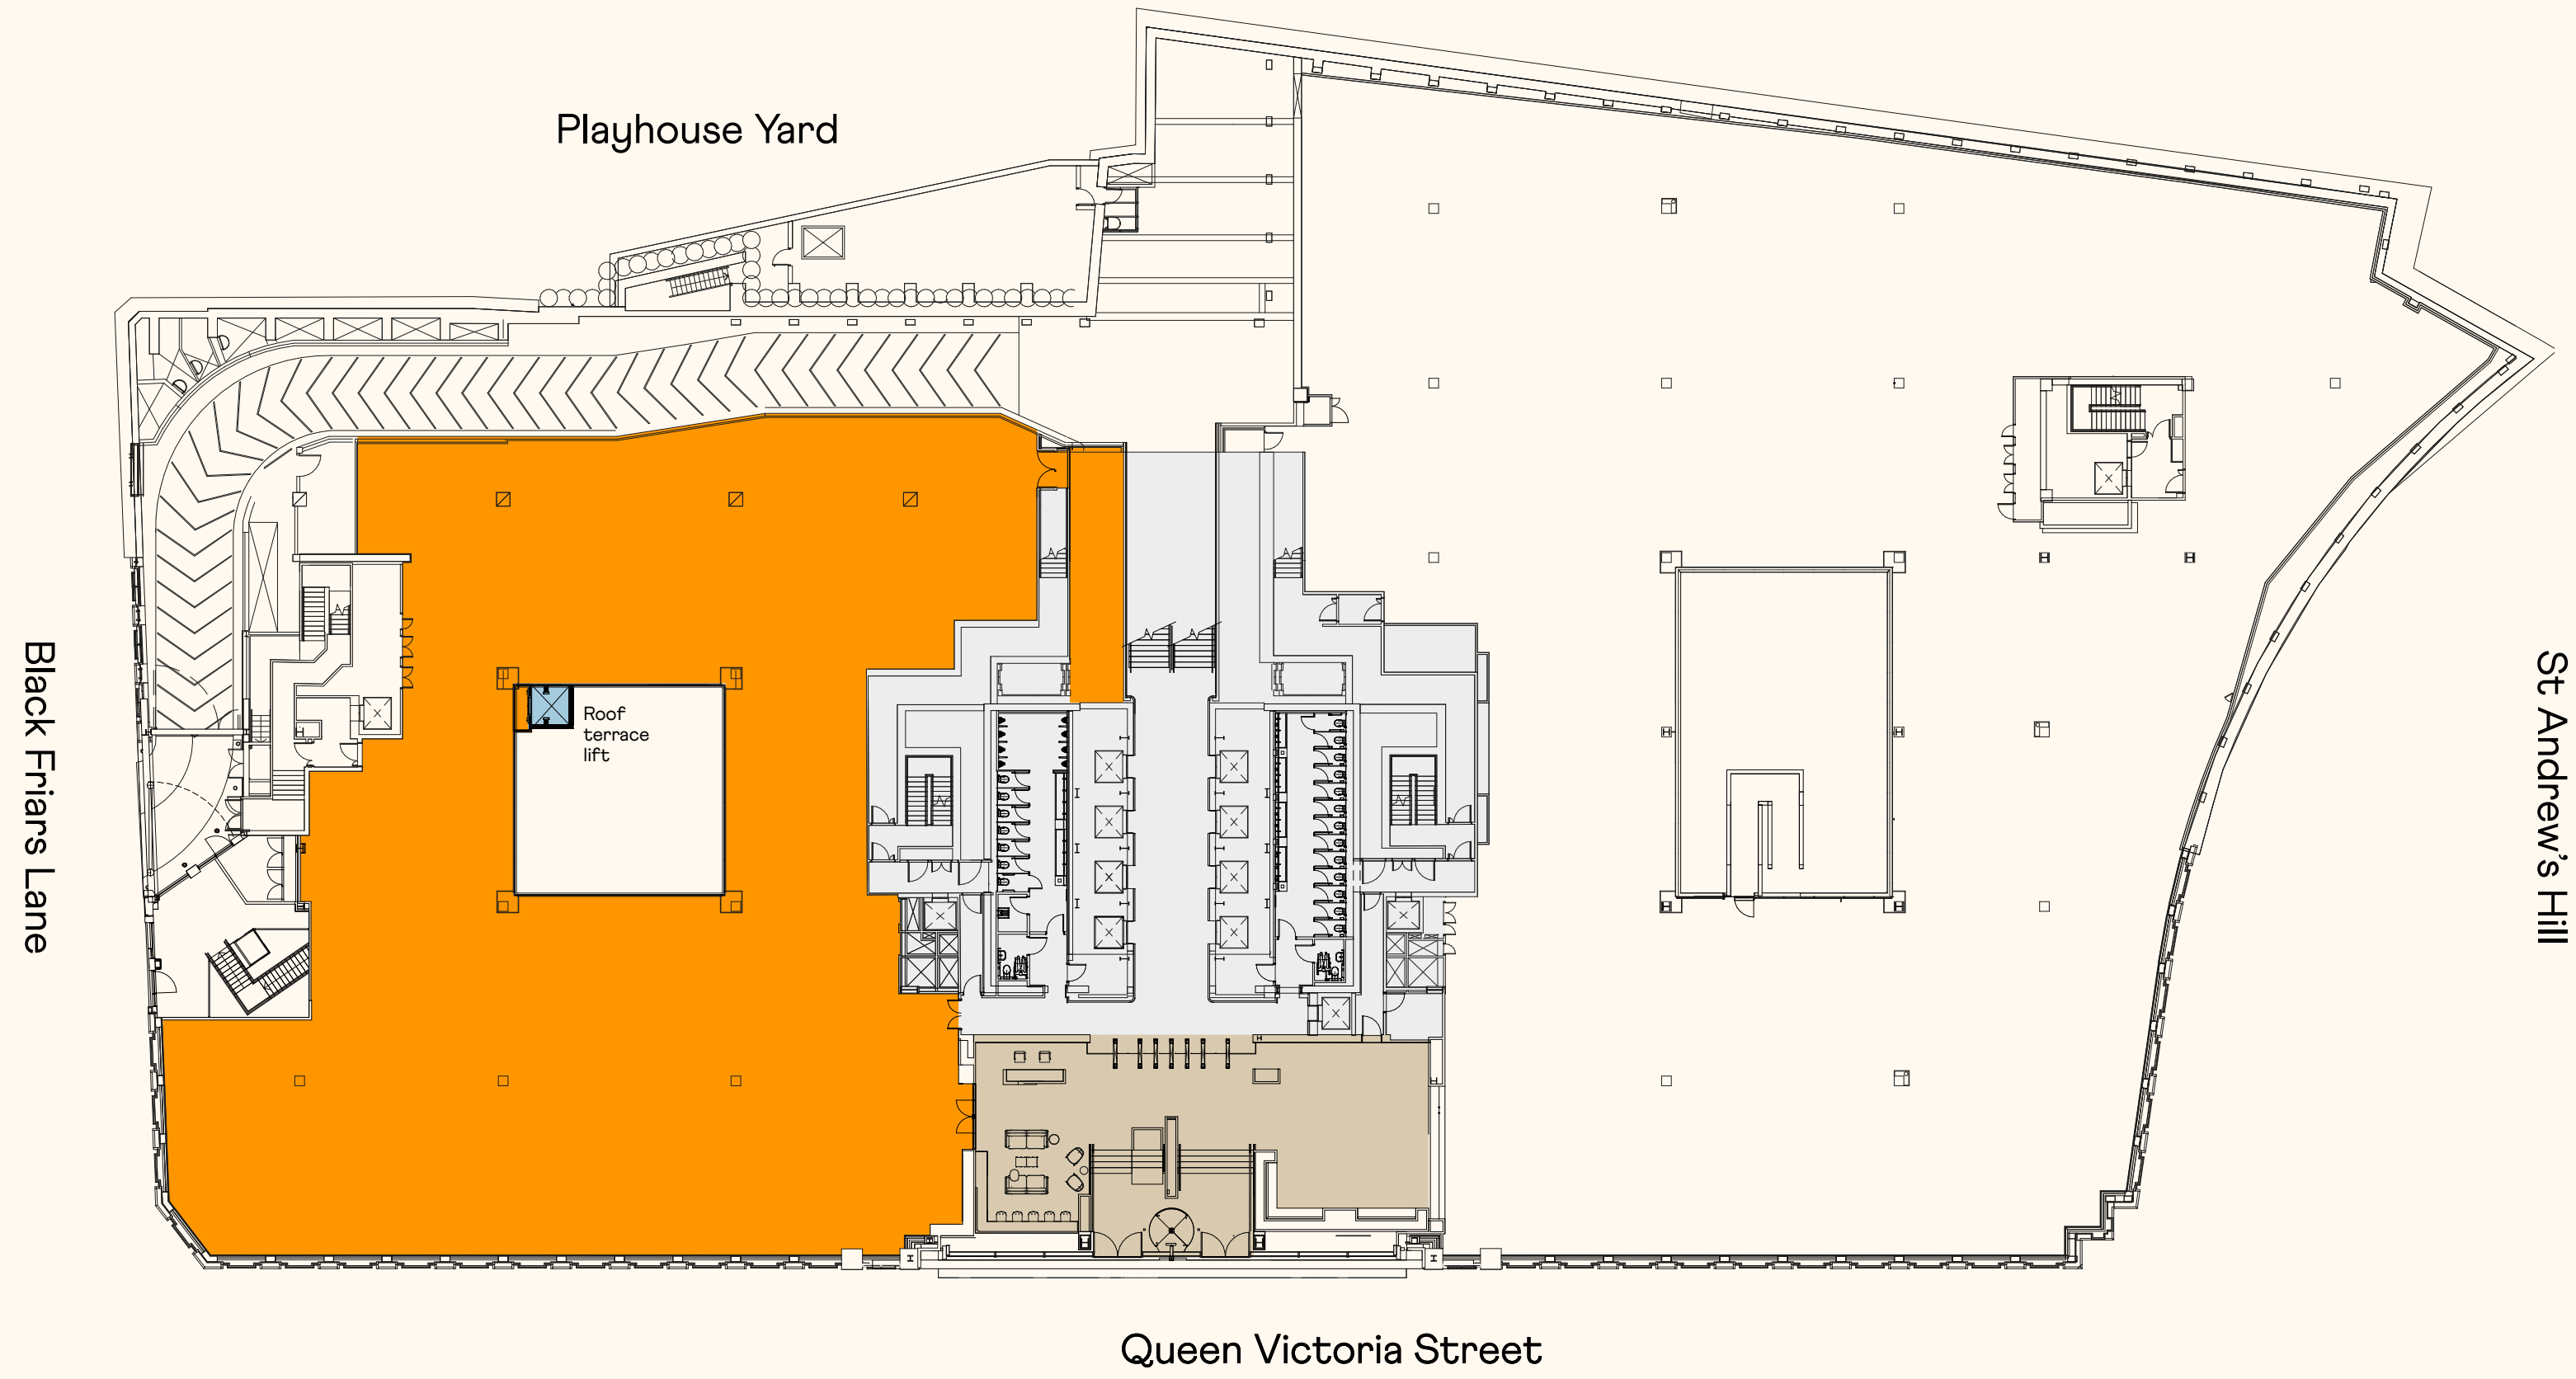 Playhouse Yard
Black Friars Lane
Roof
terrace
lift
St Andrew's Hill
Queen Victoria Street